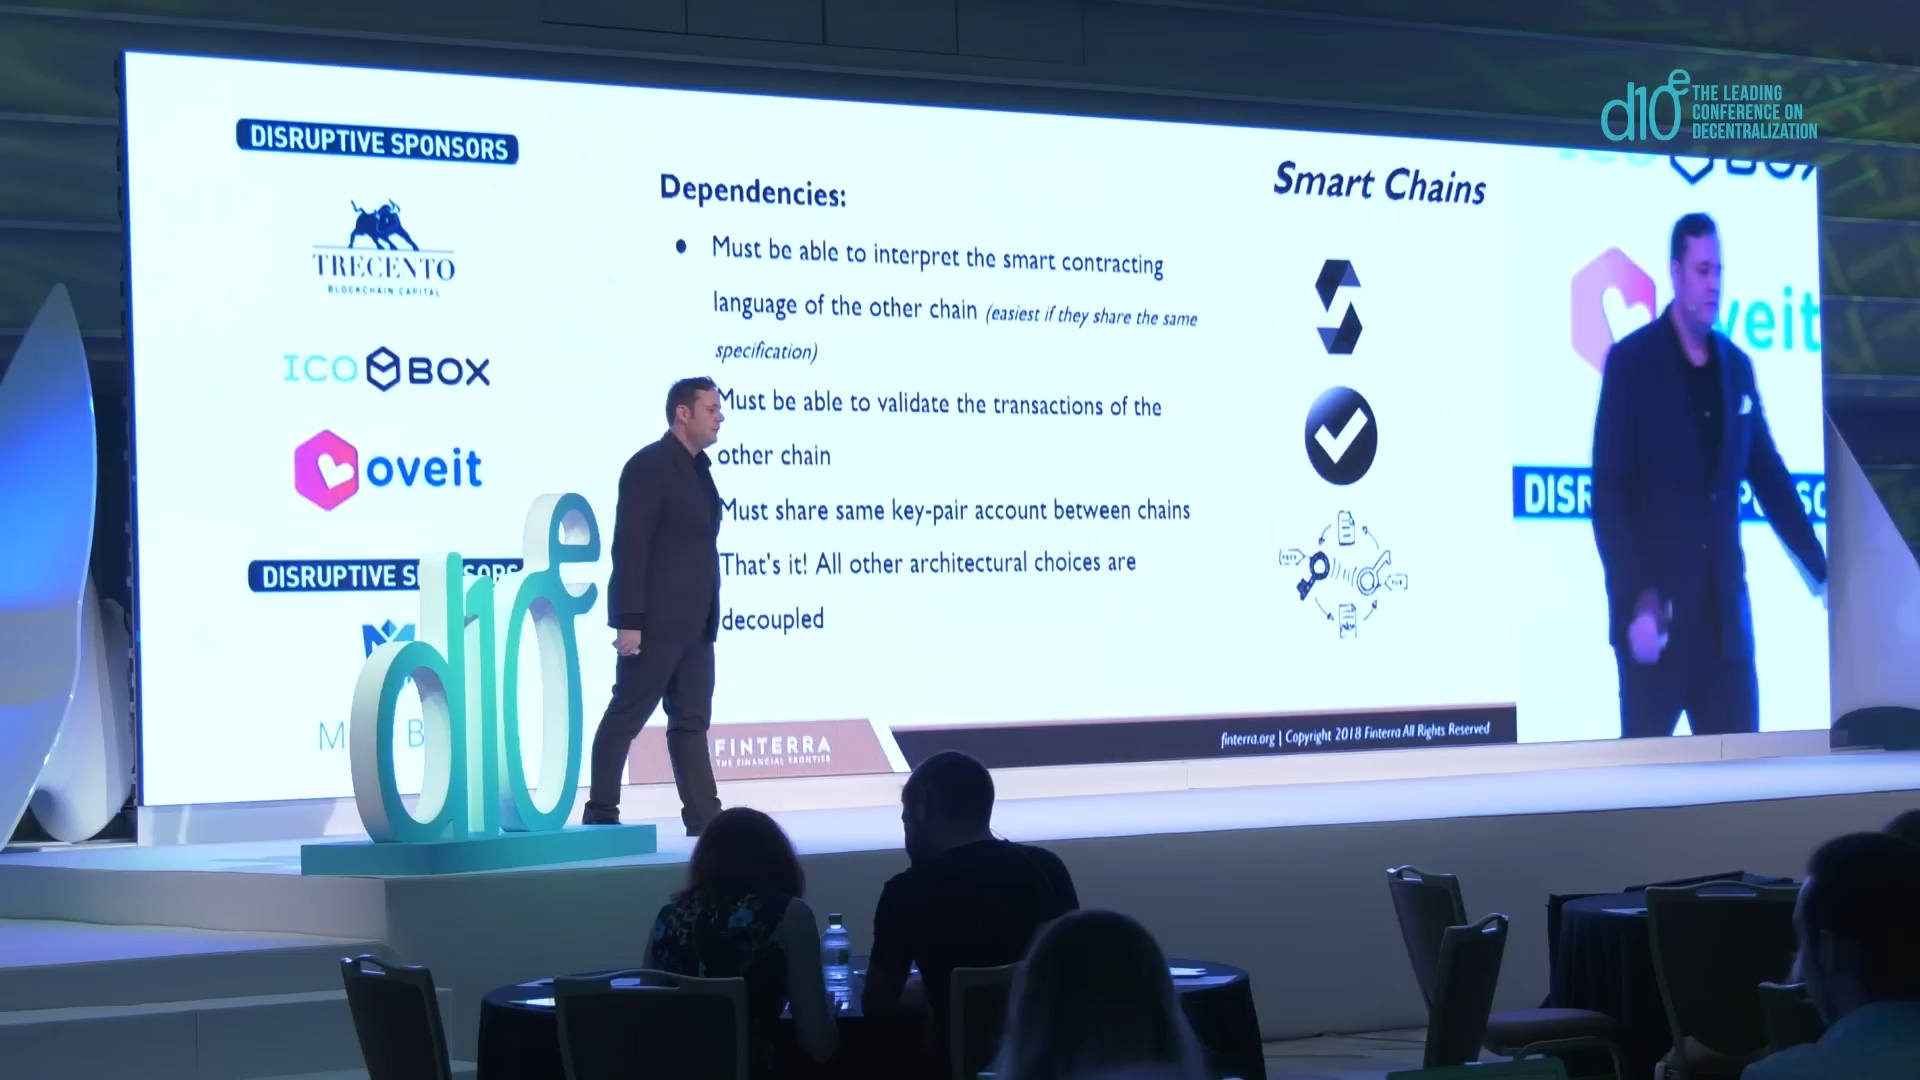 d10e THE LEADING
CONFERENCE ON
DECENTRALIZATION
DISRUPTIVE SPONSORS
TRECENTO
BLOCKCHAIN CAPITAL
ICO BOX
oveit
DISRUPTIVE
d10e
Dependencies:
Smart Chains
Must be able to interpret the smart contracting
language of the other chain (easiest if they share the same
specification)
Must be able to validate the transactions of the
other chain
Must share same key-pair account between chains
That's it! All other architectural choices are
decoupled
FINTERRA
THE FINANCIAL FRONTIER
finterra.org | Copyright 2018 Finterra All Rights Reserved
veit
DISR